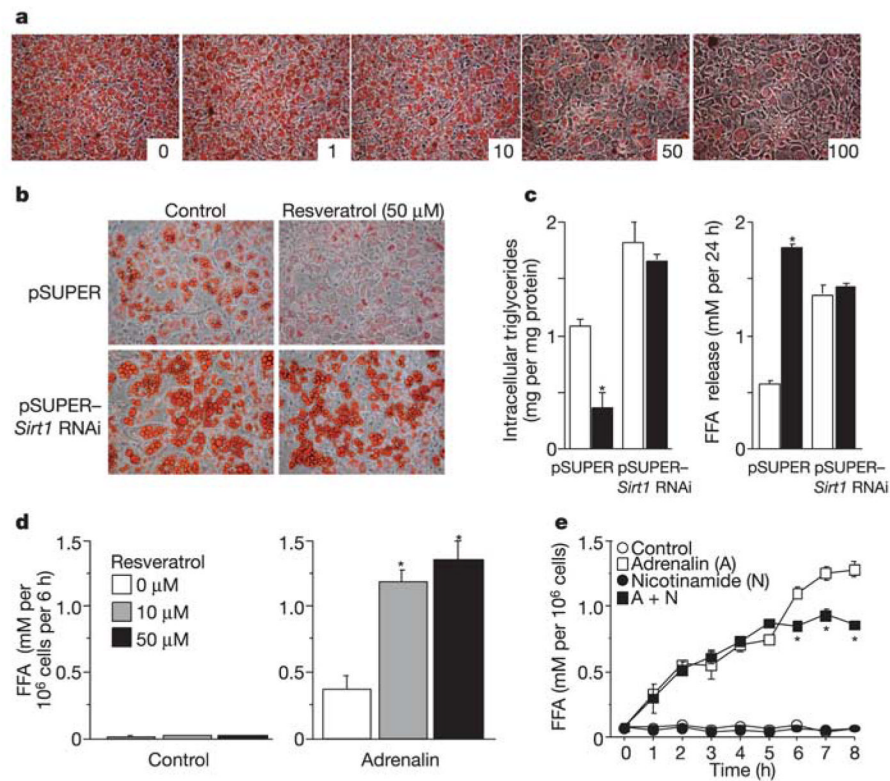 a
0
1
10
50
100
b
Control
Resveratrol (50 μM)
pSUPER
pSUPER–
Sirt1 RNAi
c
Intracellular triglycerides
(mg per mg protein)
2
1
0
pSUPER
pSUPER–
Sirt1 RNAi
FFA release (mM per 24 h)
2
1
0
*
*
pSUPER
pSUPER–
Sirt1 RNAi
d
FFA (mM per
10⁶ cells per 6 h)
1.5
1.0
0.5
0
Resveratrol
0 μM
10 μM
50 μM
Control
1.5
1.0
0.5
0
*
*
Adrenalin
e
FFA (mM per 10⁶ cells)
1.5
1.0
0.5
0
Control
Adrenalin (A)
Nicotinamide (N)
A + N
* * *
0 1 2 3 4 5 6 7 8
Time (h)